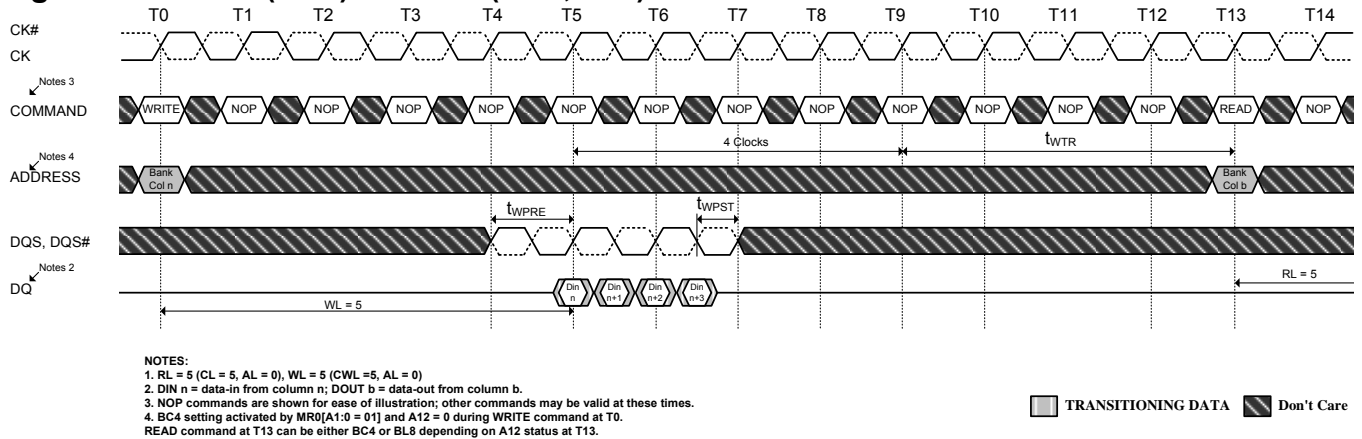 T0 T1 T2 T3 T4 T5 T6 T7 T8 T9 T10 T11 T12 T13 T14
CK#
CK
Notes 3
COMMAND
WRITE NOP NOP NOP NOP NOP NOP NOP NOP NOP NOP NOP NOP READ NOP
4 Clocks
tWTR
Notes 4
ADDRESS
Bank
Col n
Bank
Col b
tWPRE
tWPST
DQS, DQS#
Notes 2
DQ
Din
n
Din
n+1
Din
n+2
Din
n+3
RL = 5
WL = 5
NOTES:
1. RL = 5 (CL = 5, AL = 0), WL = 5 (CWL =5, AL = 0)
2. DIN n = data-in from column n; DOUT b = data-out from column b.
3. NOP commands are shown for ease of illustration; other commands may be valid at these times.
4. BC4 setting activated by MR0[A1:0 = 01] and A12 = 0 during WRITE command at T0.
READ command at T13 can be either BC4 or BL8 depending on A12 status at T13.
TRANSITIONING DATA
Don't Care